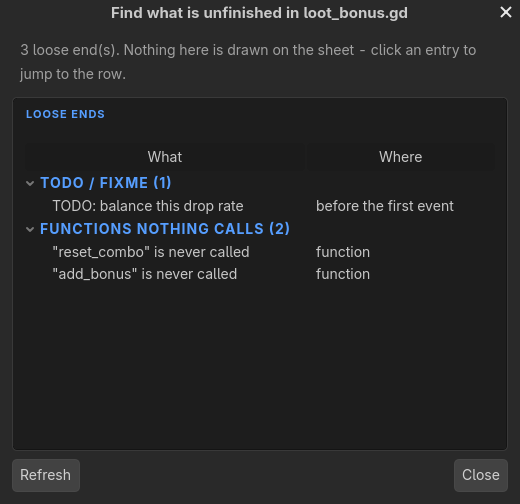 Find what is unfinished in loot_bonus.gd
3 loose end(s). Nothing here is drawn on the sheet - click an entry to
jump to the row.
LOOSE ENDS
What Where
TODO / FIXME (1)
TODO: balance this drop rate before the first event
FUNCTIONS NOTHING CALLS (2)
"reset_combo" is never called function
"add_bonus" is never called function
Refresh Close